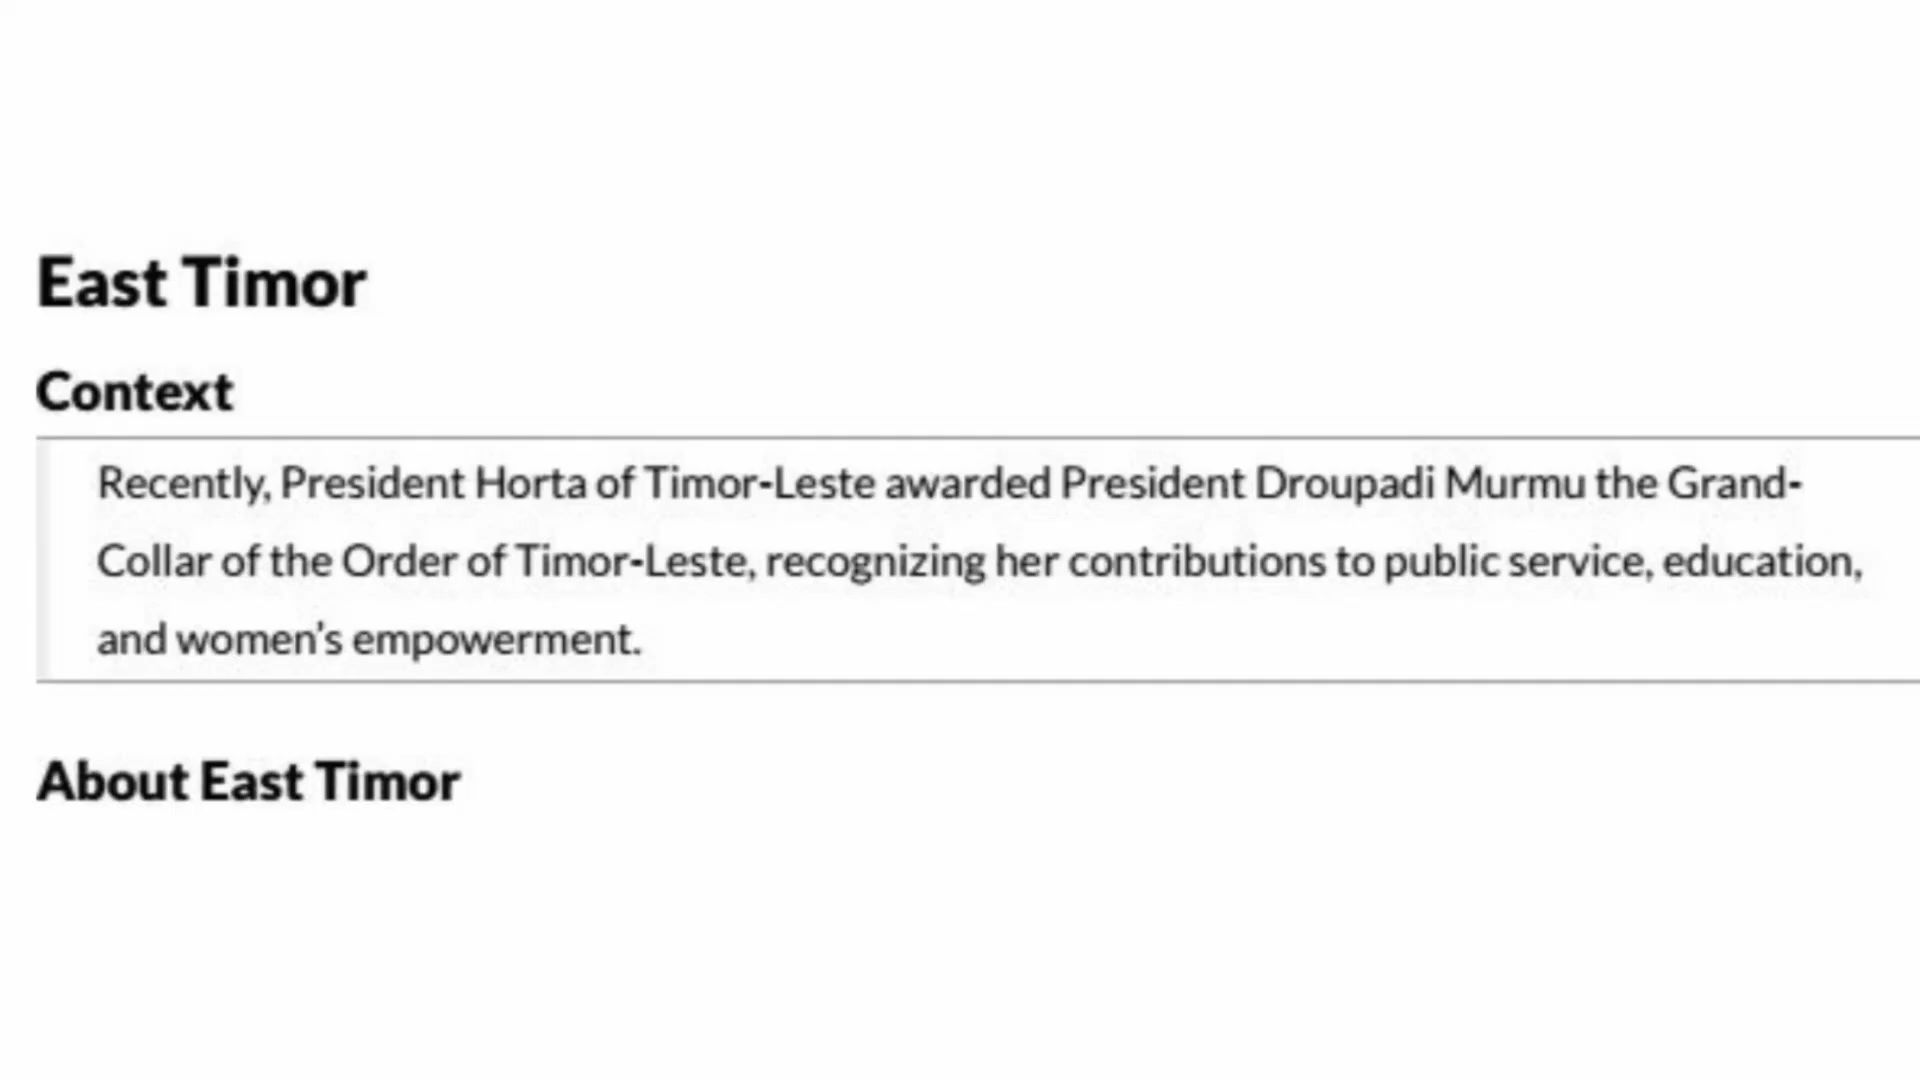 East Timor
Context
Recently, President Horta of Timor-Leste awarded President Droupadi Murmu the Grand-
Collar of the Order of Timor-Leste, recognizing her contributions to public service, education,
and women's empowerment.
About East Timor